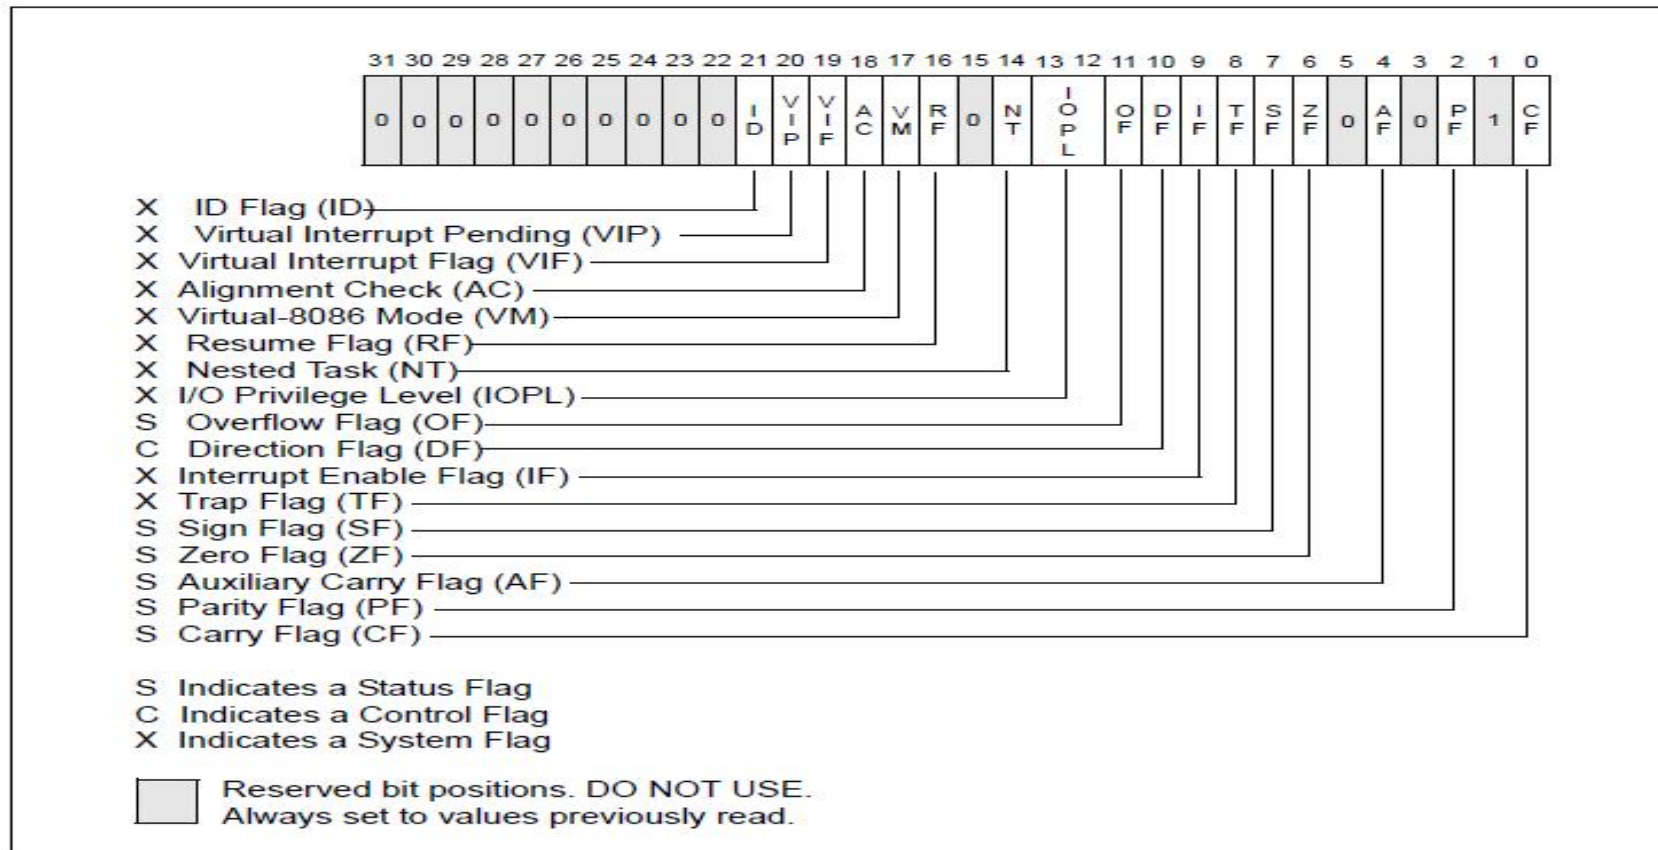 31 30 29 28 27 26 25 24 23 22 21 20 19 18 17 16 15 14 13 12 11 10 9 8 7 6 5 4 3 2 1 0
0 0 0 0 0 0 0 0 0 0 ID VIP VIF AC VM RF 0 NT IOPL OF DF IF TF SF ZF 0 AF 0 PF 1 CF
X ID Flag (ID)
X Virtual Interrupt Pending (VIP)
X Virtual Interrupt Flag (VIF)
X Alignment Check (AC)
X Virtual-8086 Mode (VM)
X Resume Flag (RF)
X Nested Task (NT)
X I/O Privilege Level (IOPL)
S Overflow Flag (OF)
C Direction Flag (DF)
X Interrupt Enable Flag (IF)
X Trap Flag (TF)
S Sign Flag (SF)
S Zero Flag (ZF)
S Auxiliary Carry Flag (AF)
S Parity Flag (PF)
S Carry Flag (CF)
S Indicates a Status Flag
C Indicates a Control Flag
X Indicates a System Flag
Reserved bit positions. DO NOT USE.
Always set to values previously read.